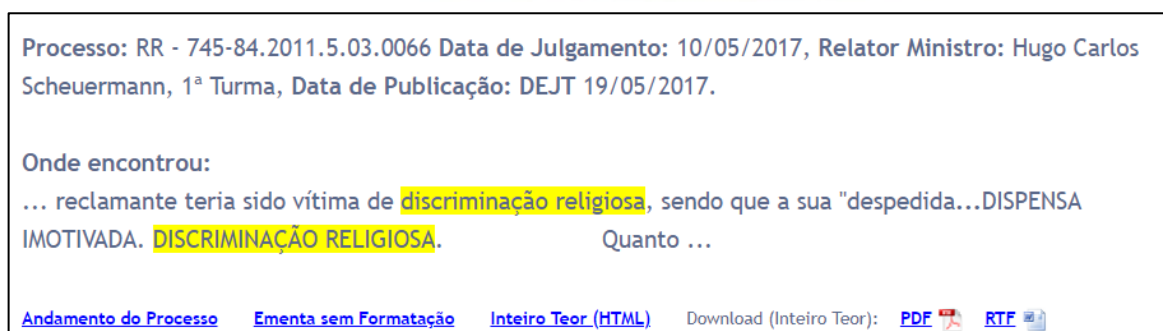 Processo: RR - 745-84.2011.5.03.0066 Data de Julgamento: 10/05/2017, Relator Ministro: Hugo Carlos
Scheuermann, 1ª Turma, Data de Publicação: DEJT 19/05/2017.
Onde encontrou:
... reclamante teria sido vítima de discriminação religiosa, sendo que a sua "despedida...DISPENSA
IMOTIVADA. DISCRIMINAÇÃO RELIGIOSA. Quanto ...
Andamento do Processo Ementa sem Formatação Inteiro Teor (HTML) Download (Inteiro Teor): PDF RTF